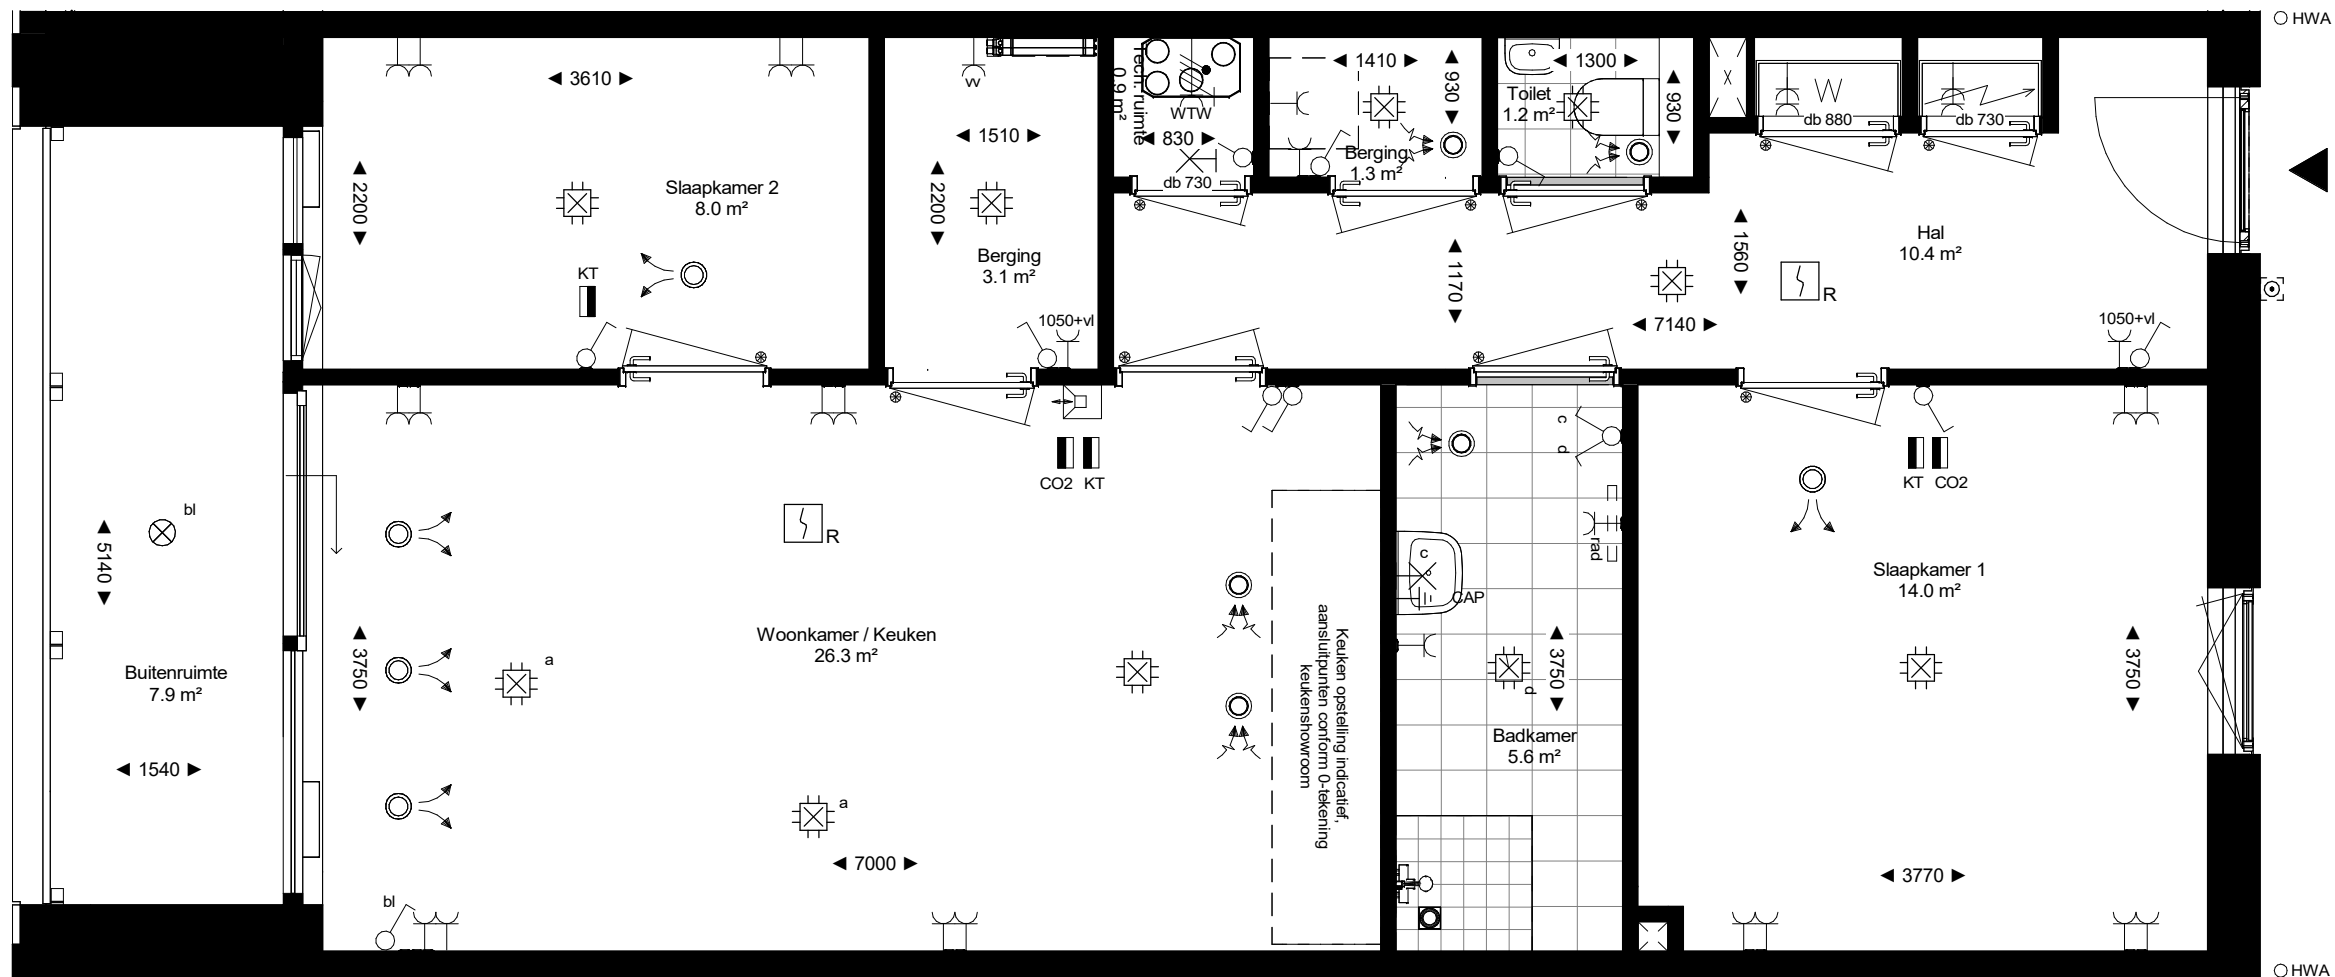 HWA
3610
1510
Tech. ruimte
0.9 m²
WTW
830
db 730
1410
930
Berging
1.3 m²
1300
Toilet
1.2 m²
930
W
db 880
db 730
2200
Slaapkamer 2
8.0 m²
KT
2200
Berging
3.1 m²
1050+vl
1170
1560
Hal
10.4 m²
R
7140
1050+vl
bl
5140
Buitenruimte
7.9 m²
1540
CO2
KT
R
3750
Woonkamer / Keuken
26.3 m²
a
a
7000
bl
Keuken opstelling indicatief,
aansluitpunten conform 0-tekening
keukenshowroom
c
d
rad
c
CAP
d
3750
Badkamer
5.6 m²
KT
CO2
Slaapkamer 1
14.0 m²
3750
3770
HWA